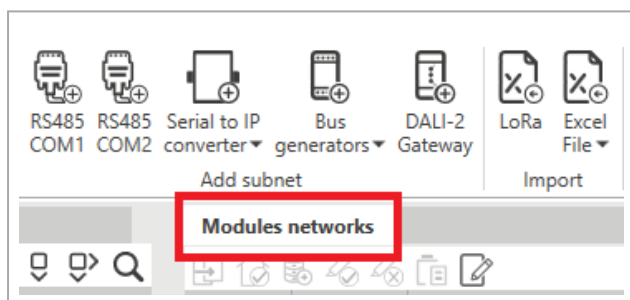 RS485 RS485 Serial to IP Bus DALI-2 LoRa Excel
COM1 COM2 converter generators Gateway File
Add subnet Import
Modules networks